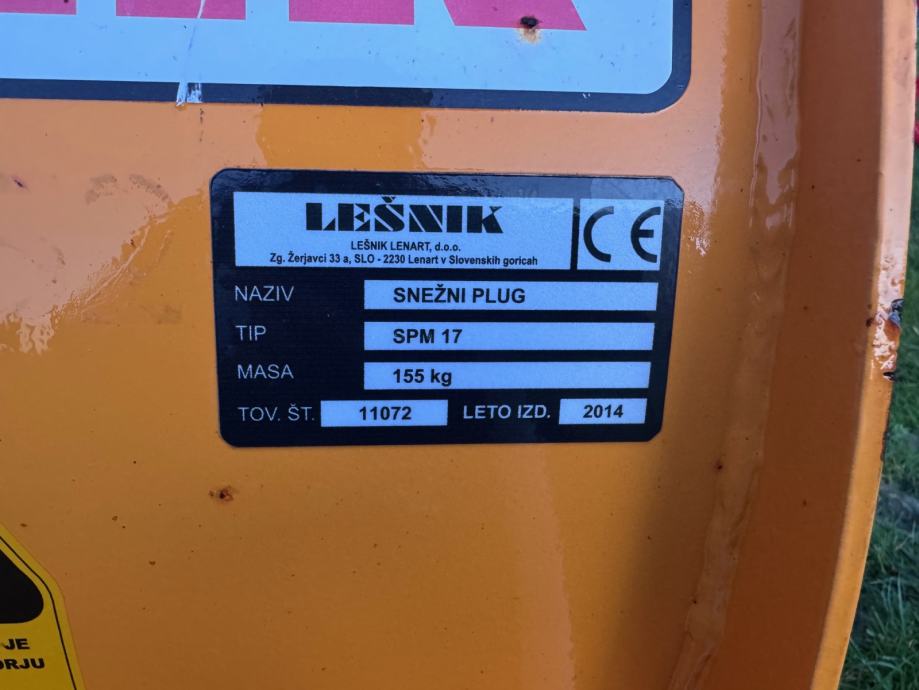 LEŠNIK
LEŠNIK LENART, d.o.o.
Zg. Žerjavci 33 a, SLO - 2230 Lenart v Slovenskih goricah
CE
NAZIV SNEŽNI PLUG
TIP SPM 17
MASA 155 kg
TOV. ŠT. 11072 LETO IZD. 2014
JE